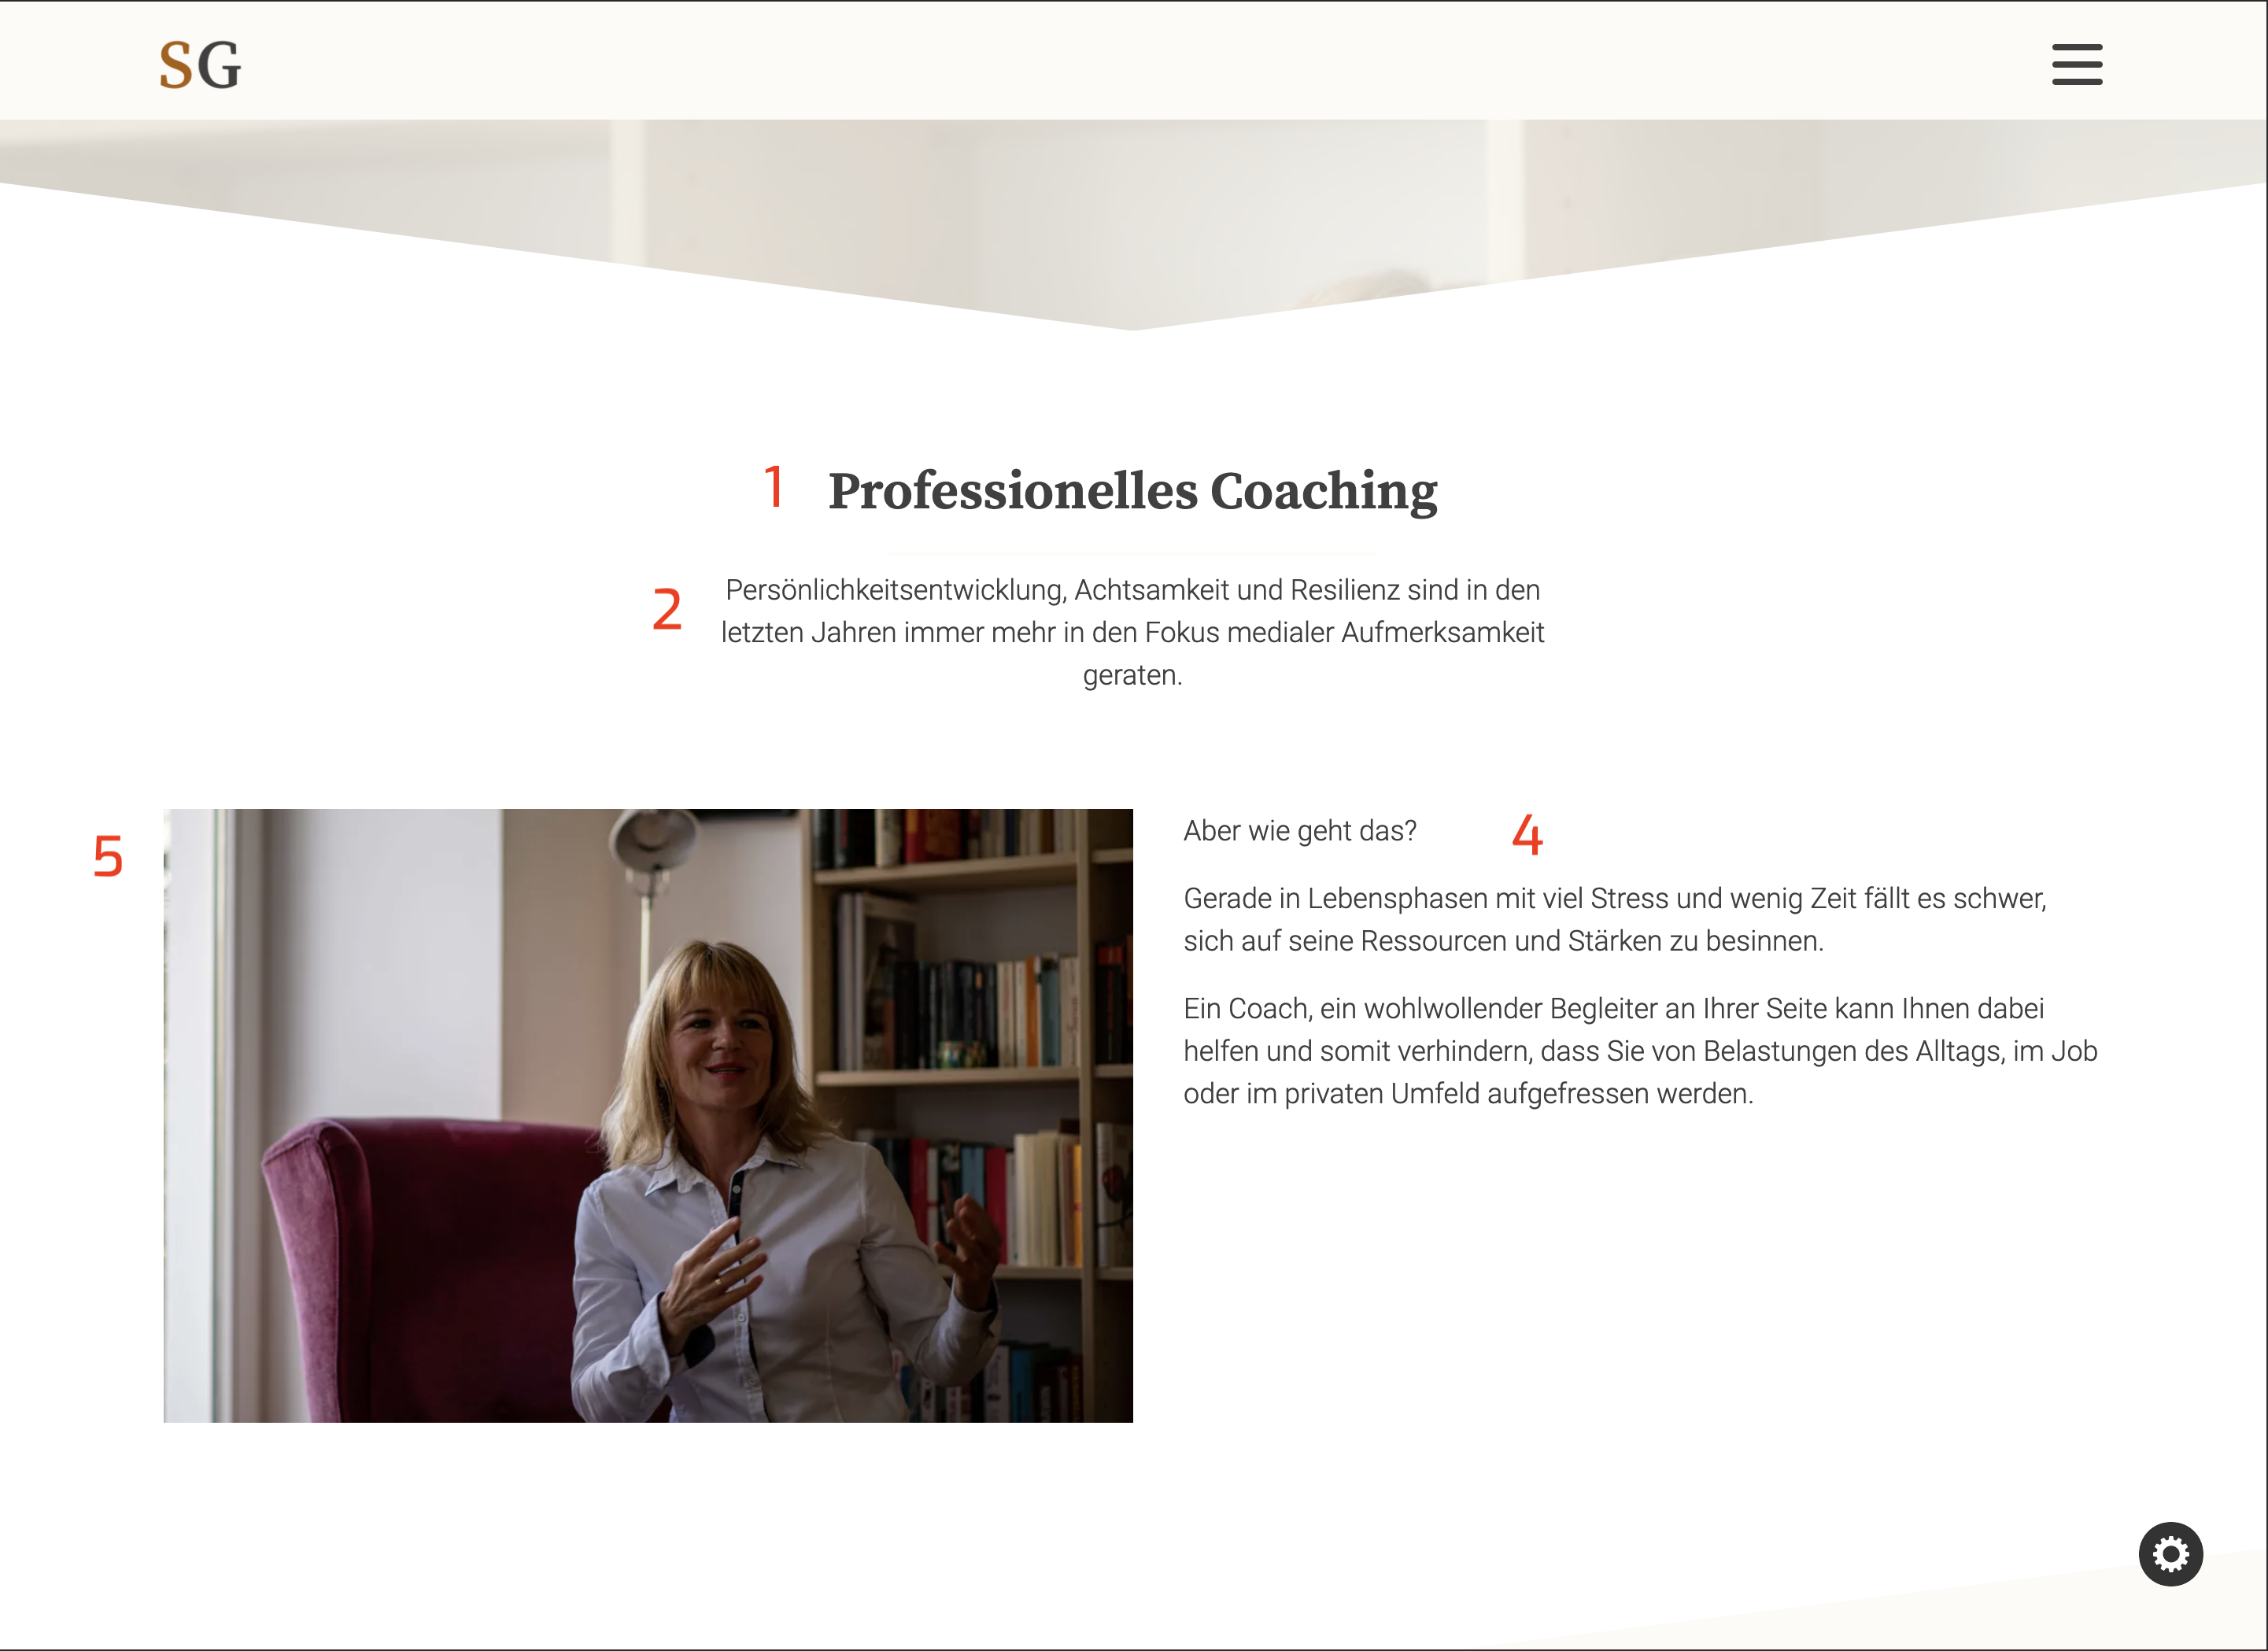 SG
1 Professionelles Coaching
2 Persönlichkeitsentwicklung, Achtsamkeit und Resilienz sind in den
letzten Jahren immer mehr in den Fokus medialer Aufmerksamkeit
geraten.
5
Aber wie geht das? 4
Gerade in Lebensphasen mit viel Stress und wenig Zeit fällt es schwer,
sich auf seine Ressourcen und Stärken zu besinnen.
Ein Coach, ein wohlwollender Begleiter an Ihrer Seite kann Ihnen dabei
helfen und somit verhindern, dass Sie von Belastungen des Alltags, im Job
oder im privaten Umfeld aufgefressen werden.